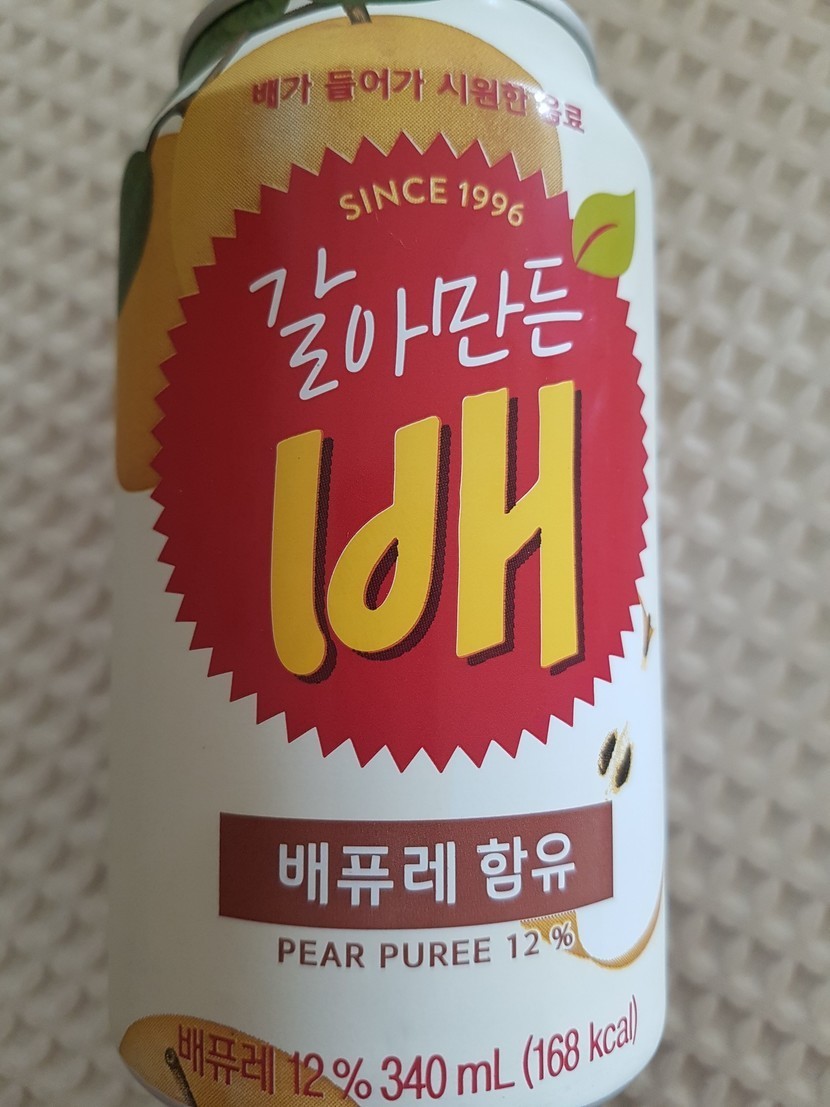 배가 들어가 시원한 음료
SINCE 1996
갈아만든
배
배퓨레 함유
PEAR PUREE 12 %
배퓨레 12% 340 mL (168 kcal)